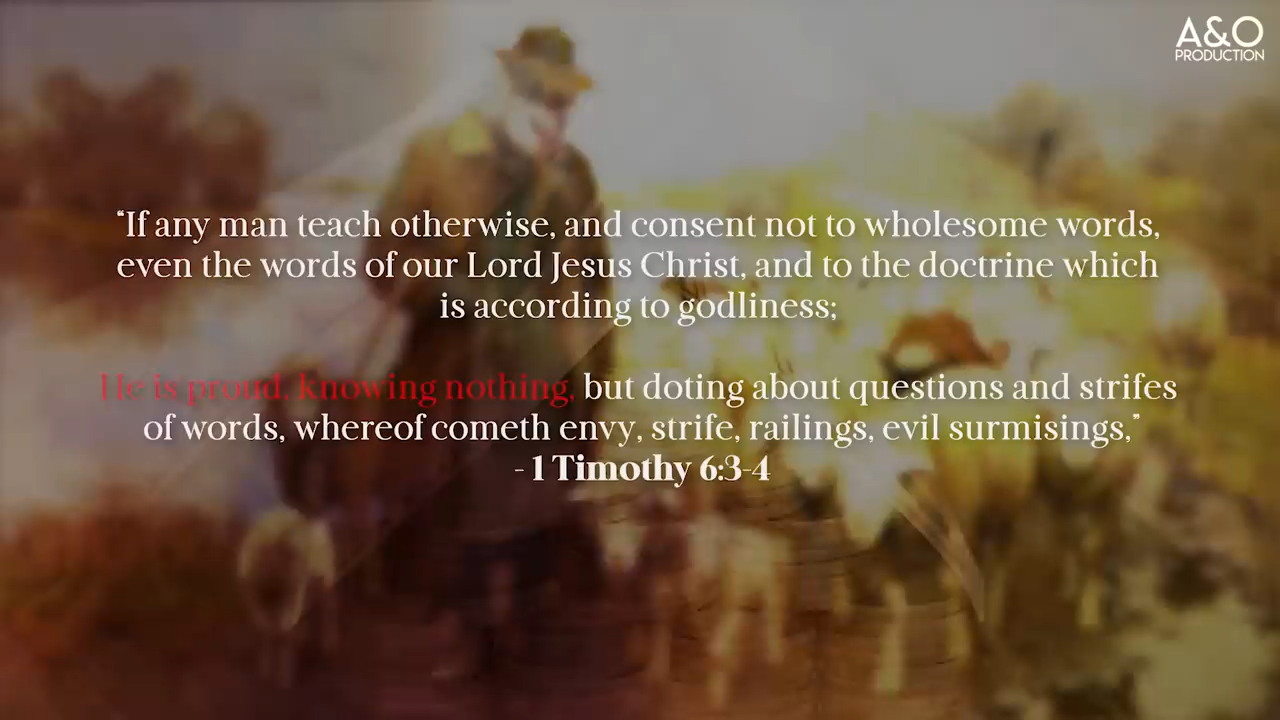 A&O
PRODUCTION
“If any man teach otherwise, and consent not to wholesome words,
even the words of our Lord Jesus Christ, and to the doctrine which
is according to godliness;
He is proud, knowing nothing, but doting about questions and strifes
of words, whereof cometh envy, strife, railings, evil surmisings,”
- 1 Timothy 6:3-4